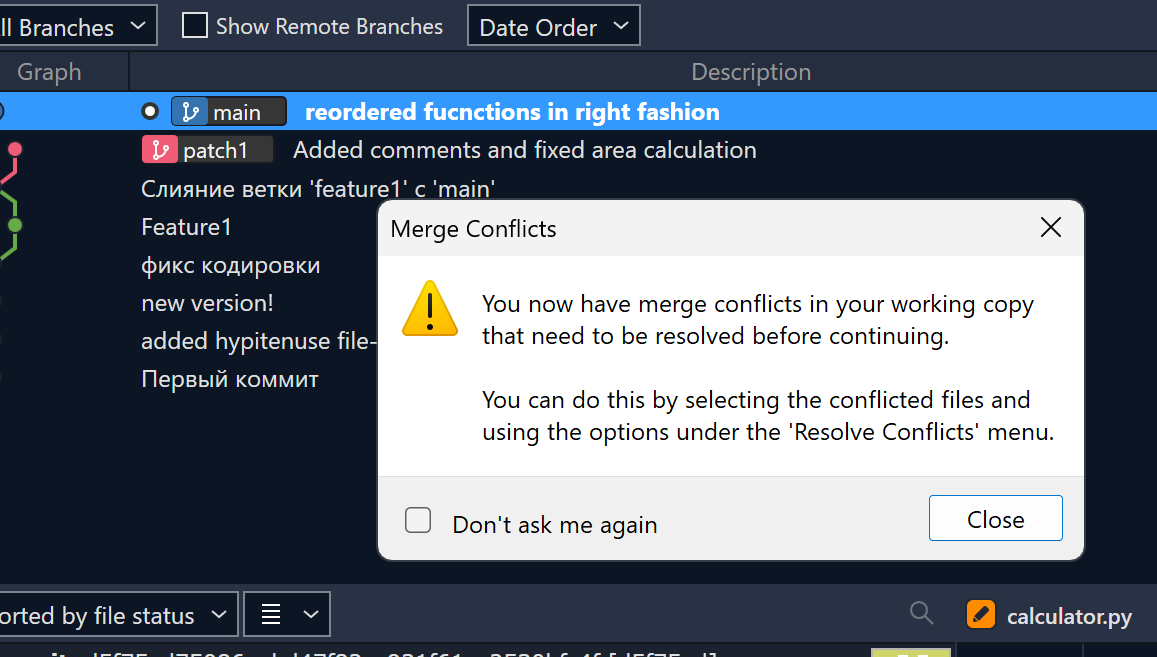 ll Branches
Show Remote Branches
Date Order
Graph
Description
main
reordered fucnctions in right fashion
patch1
Added comments and fixed area calculation
Слияние ветки 'feature1' с 'main'
Feature1
фикс кодировки
new version!
added hypitenuse file-
Первый коммит
Merge Conflicts
You now have merge conflicts in your working copy
that need to be resolved before continuing.
You can do this by selecting the conflicted files and
using the options under the 'Resolve Conflicts' menu.
Don't ask me again
Close
orted by file status
calculator.py